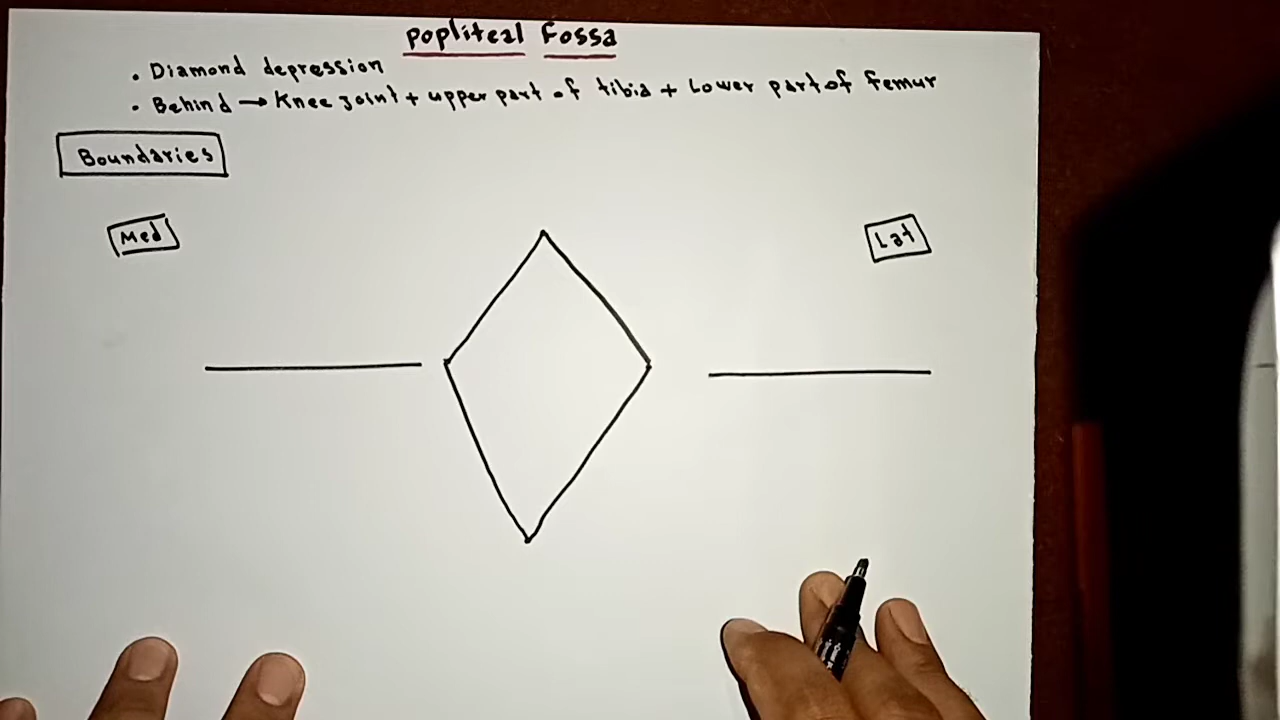 popliteal Fossa
• Diamond depression
• Behind → Knee joint + upper part of tibia + Lower part of Femur
Boundaries
Med
Lat